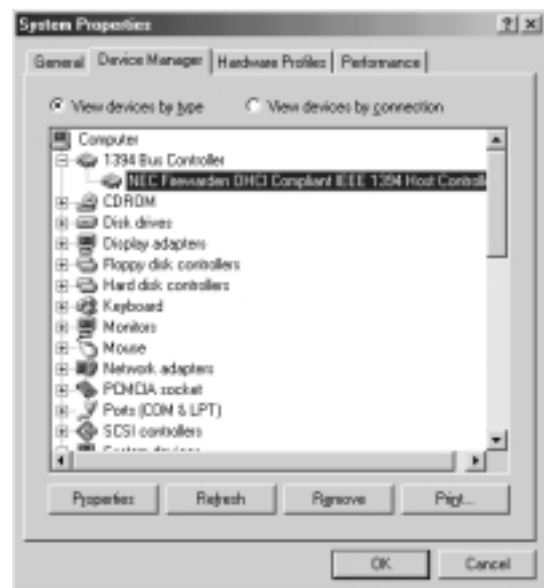 System Properties
General
Device Manager
Hardware Profiles
Performance
View devices by type
View devices by connection
Computer
1394 Bus Controller
NEC Firewarden OHCI Compliant IEEE 1394 Host Controll
CDROM
Disk drives
Display adapters
Floppy disk controllers
Hard disk controllers
Keyboard
Monitors
Mouse
Network adapters
PCMCIA socket
Ports (COM & LPT)
SCSI controllers
System devices
Properties
Refresh
Remove
Print...
OK
Cancel